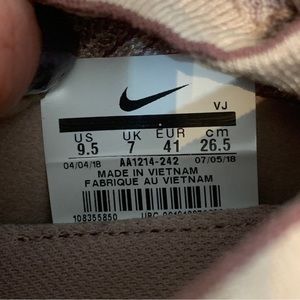 VJ
US UK EUR cm
9.5 7 41 26.5
04/04/18 AA1214-242 07/05/18
MADE IN VIETNAM
FABRIQUE AU VIETNAM
108355850